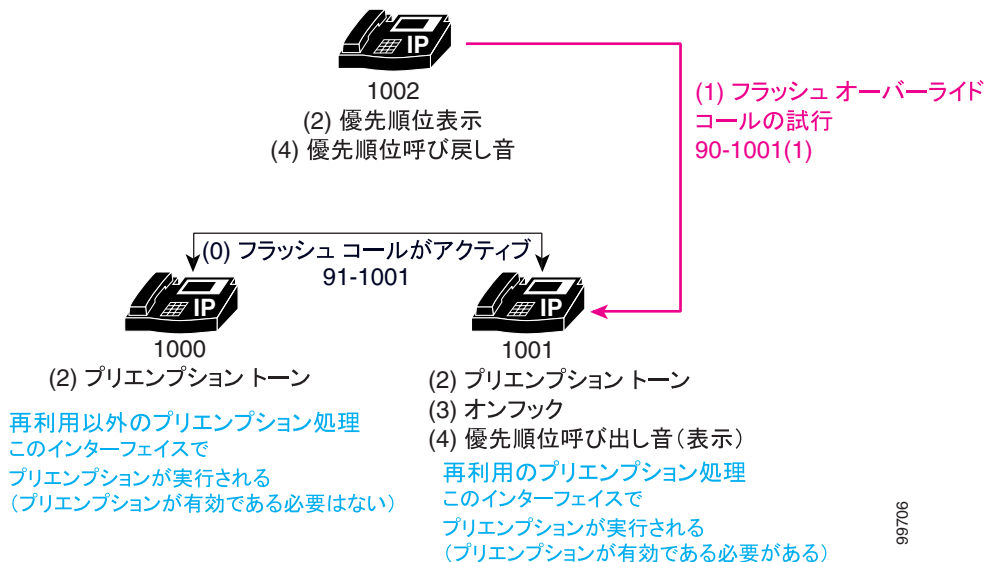 IP
1002
(2) 優先順位表示
(4) 優先順位呼び戻し音
(1) フラッシュ オーバーライド
コールの試行
90-1001(1)
(0) フラッシュ コールがアクティブ
91-1001
IP
1000
(2) プリエンプション トーン
再利用以外のプリエンプション処理
このインターフェイスで
プリエンプションが実行される
（プリエンプションが有効である必要はない）
IP
1001
(2) プリエンプション トーン
(3) オンフック
(4) 優先順位呼び出し音（表示）
再利用のプリエンプション処理
このインターフェイスで
プリエンプションが実行される
（プリエンプションが有効である必要がある）
99706